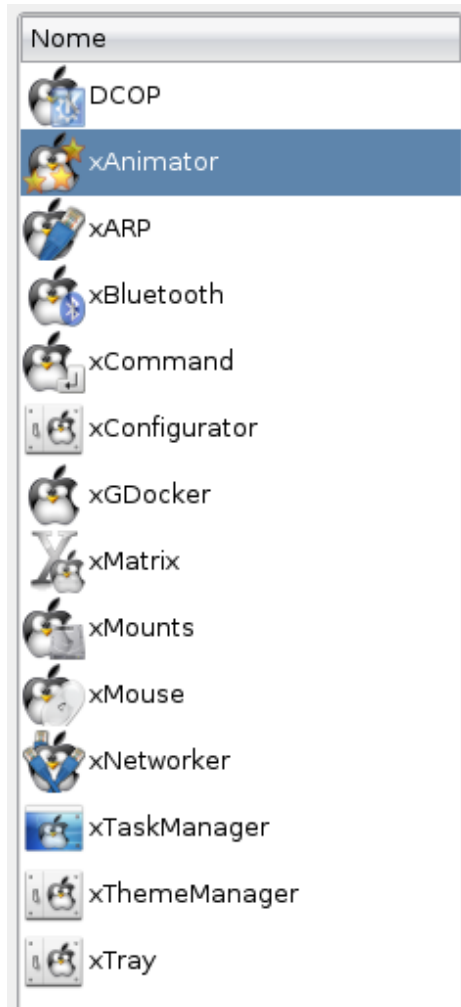 Nome
DCOP
xAnimator
xARP
xBluetooth
xCommand
xConfigurator
xGDocker
xMatrix
xMounts
xMouse
xNetworker
xTaskManager
xThemeManager
xTray